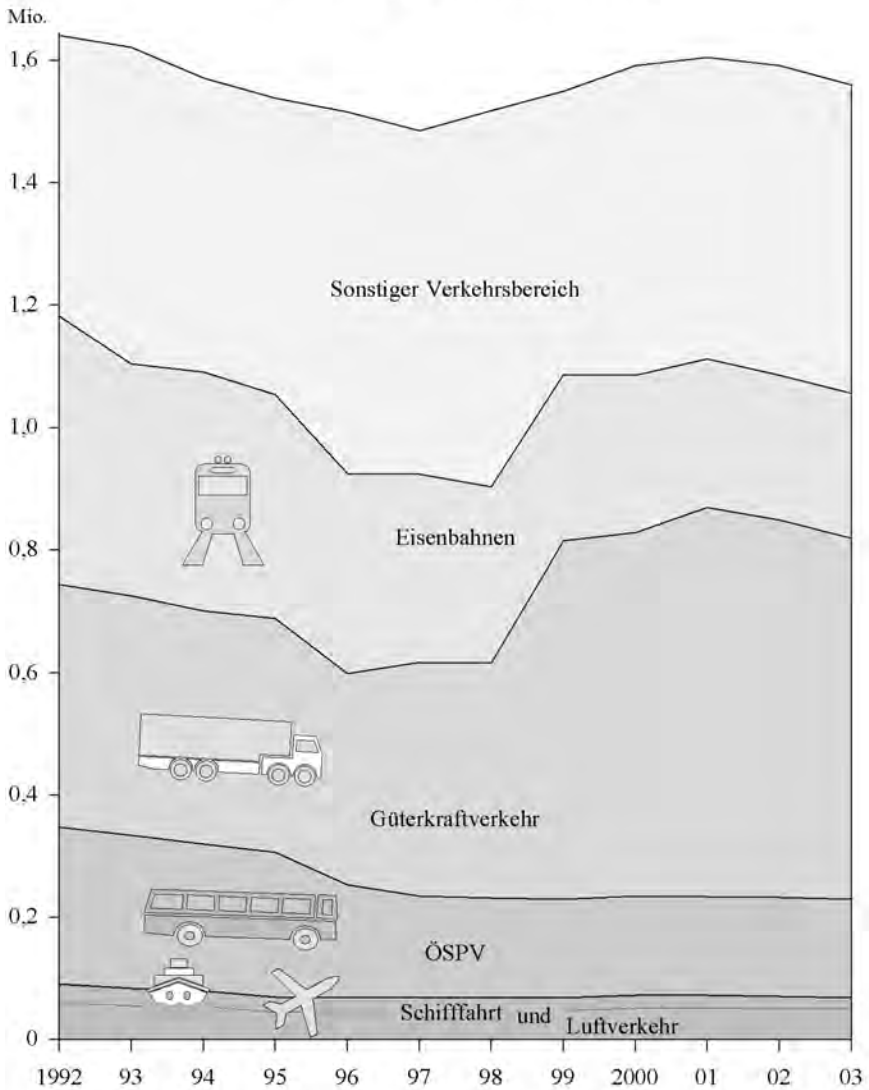 Mio.
1,6
1,4
1,2
1,0
0,8
0,6
0,4
0,2
0
Sonstiger Verkehrsbereich
Eisenbahnen
Güterkraftverkehr
ÖSPV
Schifffahrt und Luftverkehr
1992 93 94 95 96 97 98 99 2000 01 02 03